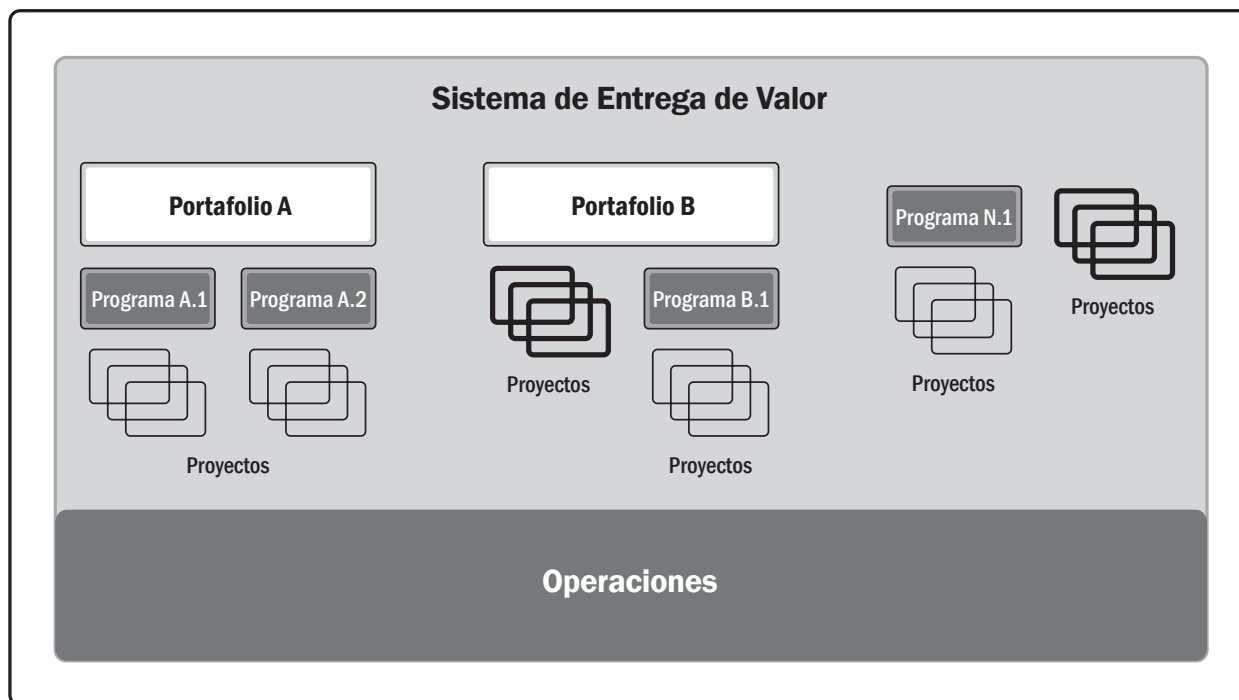 Sistema de Entrega de Valor
Portafolio A
Programa A.1
Programa A.2
Proyectos
Portafolio B
Proyectos
Programa B.1
Proyectos
Programa N.1
Proyectos
Proyectos
Operaciones